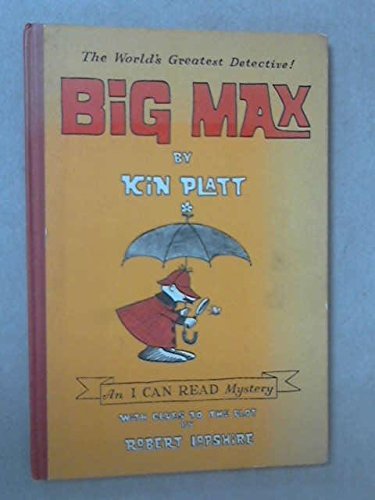 The World's Greatest Detective!
BIG MAX
BY
KIN PLATT
An I CAN READ Mystery
WITH CLUES TO THE PLOT
BY
ROBERT LOPSHIRE